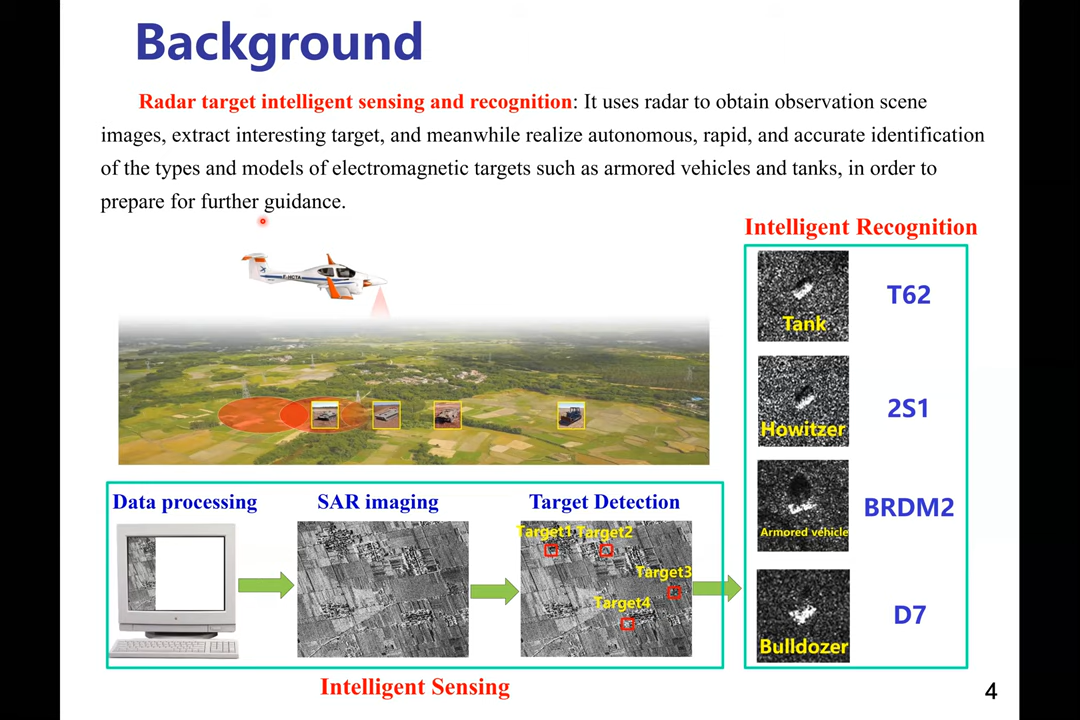 Background
Radar target intelligent sensing and recognition: It uses radar to obtain observation scene
images, extract interesting target, and meanwhile realize autonomous, rapid, and accurate identification
of the types and models of electromagnetic targets such as armored vehicles and tanks, in order to
prepare for further guidance.
Intelligent Recognition
F-HCTA
Tank
T62
Howitzer
2S1
Armored vehicle
BRDM2
Bulldozer
D7
Data processing
SAR imaging
Target Detection
Target1
Target2
Target3
Target4
Intelligent Sensing
4